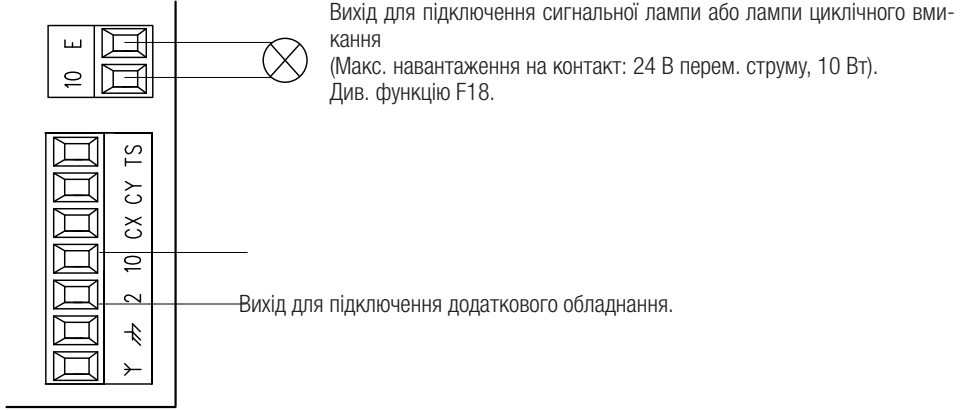 Вихід для підключення сигнальної лампи або лампи циклічного вми-
кання
(Макс. навантаження на контакт: 24 В перем. струму, 10 Вт).
Див. функцію F18.
10 E
Y 2 10 CX CY TS
Вихід для підключення додаткового обладнання.